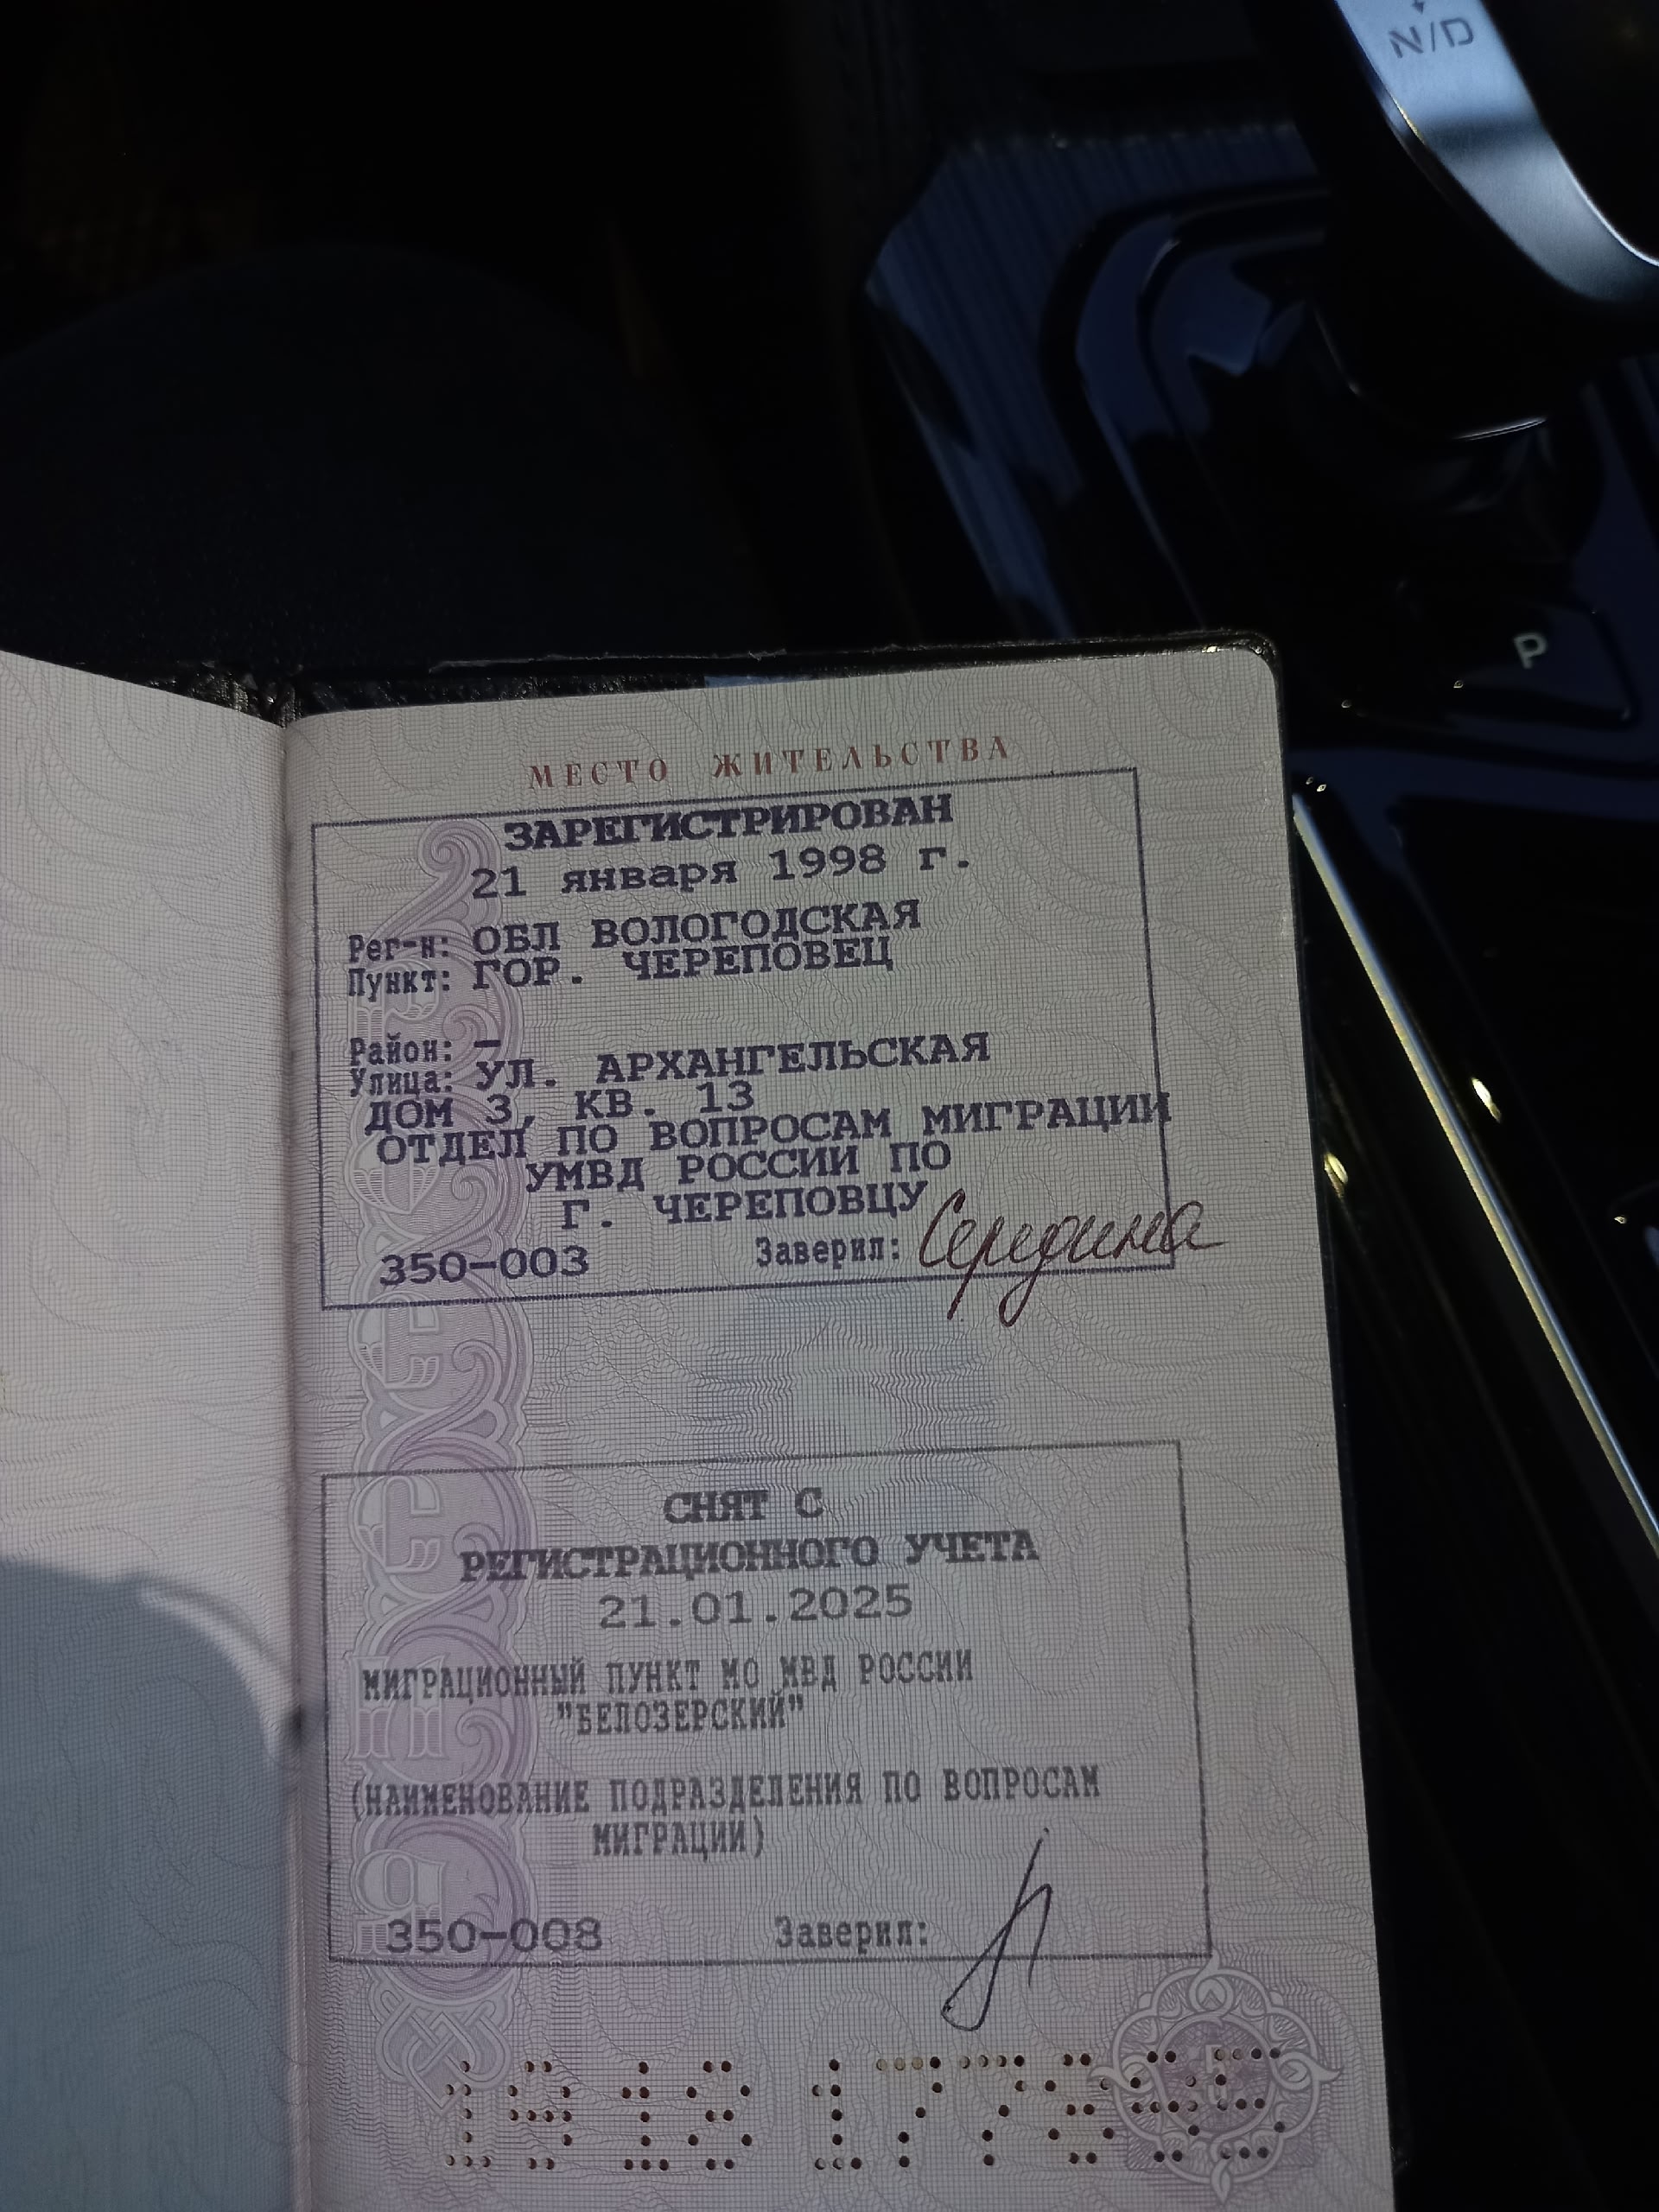 N/D
P
МЕСТО ЖИТЕЛЬСТВА
ЗАРЕГИСТРИРОВАН
21 января 1998 г.
Рег-н: ОБЛ ВОЛОГОДСКАЯ
Пункт: ГОР. ЧЕРЕПОВЕЦ
Район: —
Улица: УЛ. АРХАНГЕЛЬСКАЯ
ДОМ 3, КВ. 13
ОТДЕЛ ПО ВОПРОСАМ МИГРАЦИИ
УМВД РОССИИ ПО
Г. ЧЕРЕПОВЦУ
350-003 Заверил: Середина
СНЯТ С
РЕГИСТРАЦИОННОГО УЧЕТА
21.01.2025
МИГРАЦИОННЫЙ ПУНКТ МО МВД РОССИИ
"БЕЛОЗЕРСКИЙ"
(НАИМЕНОВАНИЕ ПОДРАЗДЕЛЕНИЯ ПО ВОПРОСАМ
МИГРАЦИИ)
350-008 Заверил: